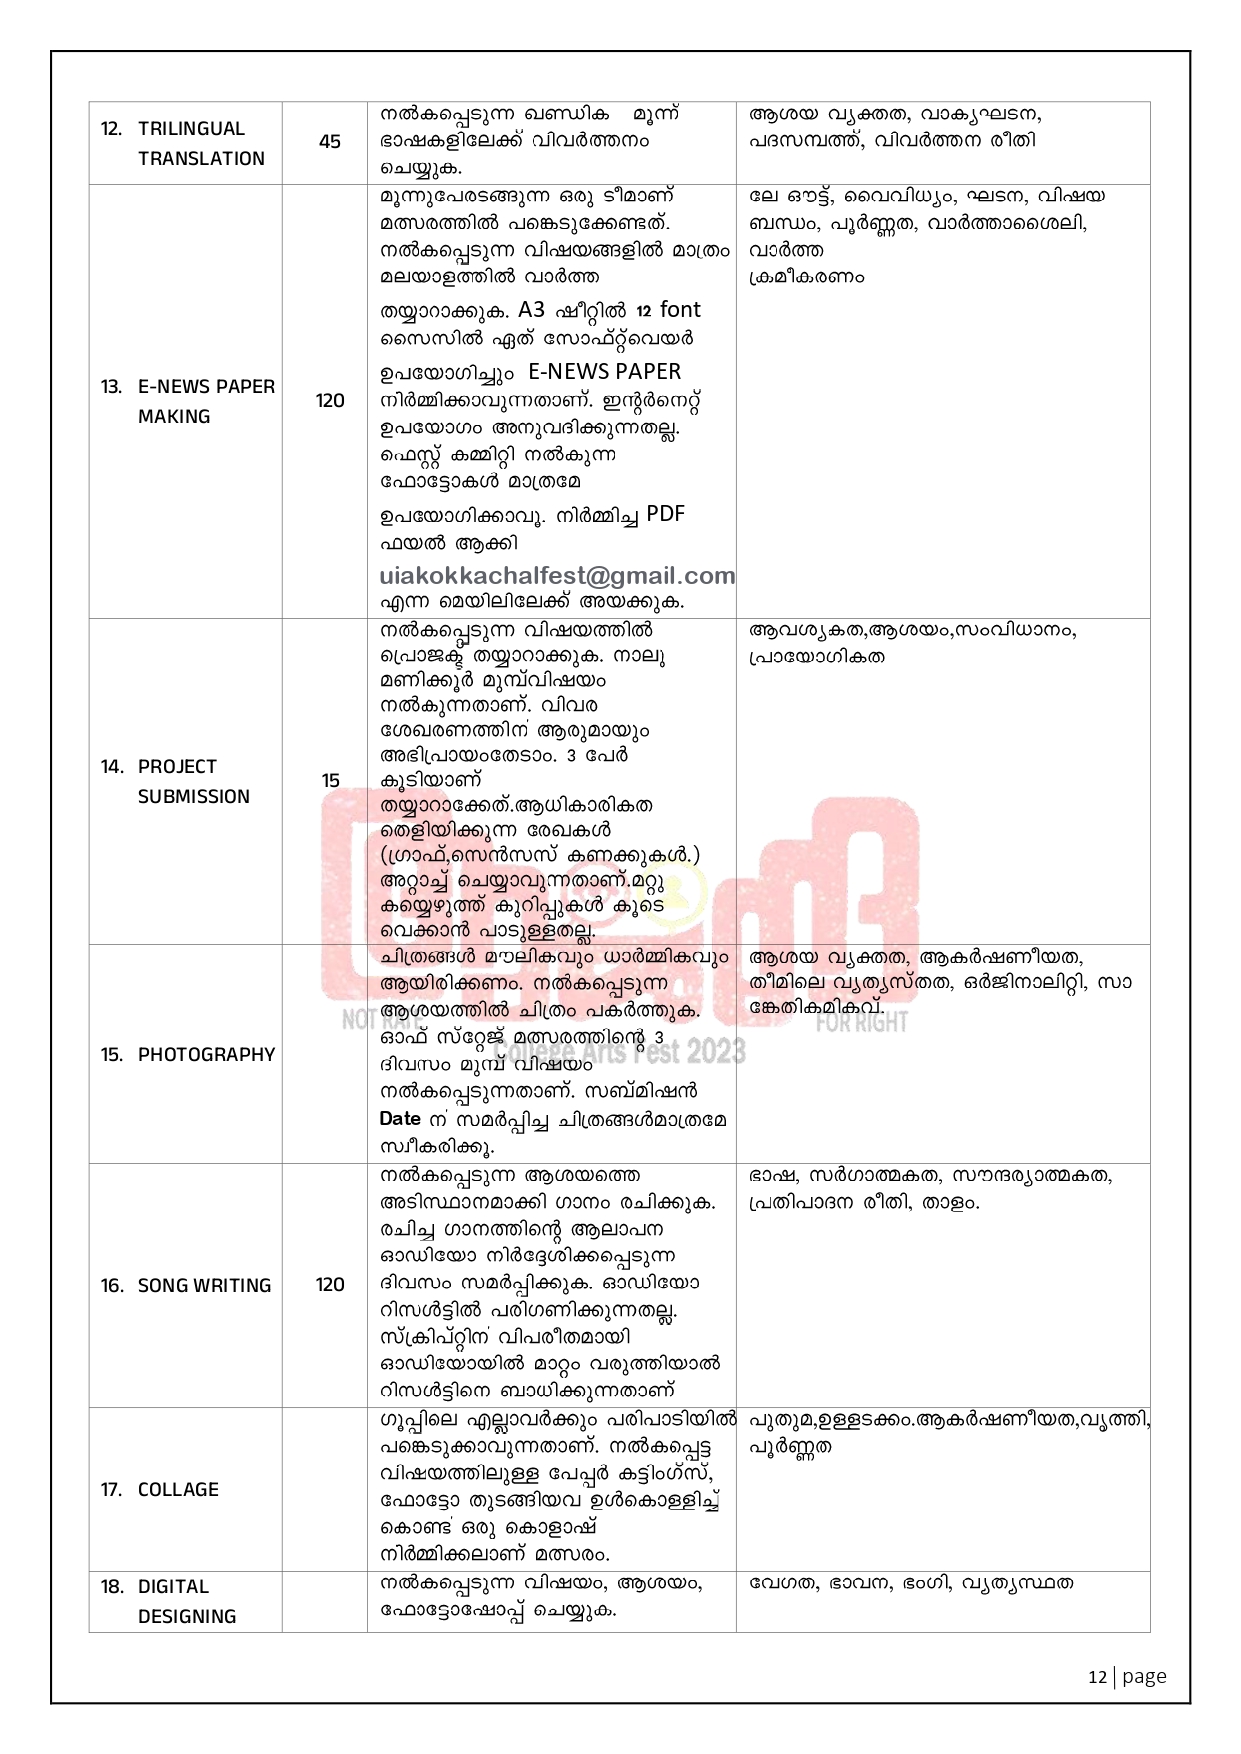 12. TRILINGUAL
TRANSLATION
45
നൽകപ്പെടുന്ന ഖണ്ഡിക മൂന്ന്
ഭാഷകളിലേക്ക് വിവർത്തനം
ചെയ്യുക.
ആശയ വ്യക്തത, വാക്യഘടന,
പദസമ്പത്ത്, വിവർത്തന രീതി
13. E-NEWS PAPER
MAKING
120
മൂന്നുപേരടങ്ങുന്ന ഒരു ടീമാണ്
മത്സരത്തിൽ പങ്കെടുക്കേണ്ടത്.
നൽകപ്പെടുന്ന വിഷയങ്ങളിൽ മാത്രം
മലയാളത്തിൽ വാർത്ത
തയ്യാറാക്കുക. A3 ഷീറ്റിൽ 12 font
സൈസിൽ ഏത് സോഫ്റ്റ്‌വെയർ
ഉപയോഗിച്ചും E-NEWS PAPER
നിർമ്മിക്കാവുന്നതാണ്. ഇന്റർനെറ്റ്
ഉപയോഗം അനുവദിക്കുന്നതല്ല.
ഫെസ്റ്റ് കമ്മിറ്റി നൽകുന്ന
ഫോട്ടോകൾ മാത്രമേ
ഉപയോഗിക്കാവൂ. നിർമ്മിച്ച PDF
ഫയൽ ആക്കി
uiakokkachalfest@gmail.com
എന്ന മെയിലിലേക്ക് അയക്കുക.
ലേ ഔട്ട്, വൈവിധ്യം, ഘടന, വിഷയ
ബന്ധം, പൂർണ്ണത, വാർത്താശൈലി,
വാർത്ത
ക്രമീകരണം
14. PROJECT
SUBMISSION
15
നൽകപ്പെടുന്ന വിഷയത്തിൽ
പ്രൊജക്ട് തയ്യാറാക്കുക. നാലു
മണിക്കൂർ മുമ്പ്‌വിഷയം
നൽകുന്നതാണ്. വിവര
ശേഖരണത്തിന് ആരുമായും
അഭിപ്രായംതേടാം. 3 പേർ
കൂടിയാണ്
തയ്യാറാക്കേത്.ആധികാരികത
തെളിയിക്കുന്ന രേഖകൾ
(ഗ്രാഫ്,സെൻസസ് കണക്കുകൾ.)
അറ്റാച്ച് ചെയ്യാവുന്നതാണ്.മറ്റു
കയ്യെഴുത്ത് കുറിപ്പുകൾ കൂടെ
വെക്കാൻ പാടുള്ളതല്ല.
ആവശ്യകത,ആശയം,സംവിധാനം,
പ്രായോഗികത
15. PHOTOGRAPHY
ചിത്രങ്ങൾ മൗലികവും ധാർമ്മികവും
ആയിരിക്കണം. നൽകപ്പെടുന്ന
ആശയത്തിൽ ചിത്രം പകർത്തുക.
ഓഫ് സ്റ്റേജ് മത്സരത്തിന്റെ 3
ദിവസം മുമ്പ് വിഷയം
നൽകപ്പെടുന്നതാണ്. സബ്മിഷൻ
Date ന് സമർപ്പിച്ച ചിത്രങ്ങൾമാത്രമേ
സ്വീകരിക്കൂ.
ആശയ വ്യക്തത, ആകർഷണീയത,
തീമിലെ വ്യത്യസ്തത, ഒർജിനാലിറ്റി, സാ
ങ്കേതികമികവ്.
NOT RARE
FOR RIGHT
College Arts Fest 2023
16. SONG WRITING
120
നൽകപ്പെടുന്ന ആശയത്തെ
അടിസ്ഥാനമാക്കി ഗാനം രചിക്കുക.
രചിച്ച ഗാനത്തിന്റെ ആലാപന
ഓഡിയോ നിർദ്ദേശിക്കപ്പെടുന്ന
ദിവസം സമർപ്പിക്കുക. ഓഡിയോ
റിസൾട്ടിൽ പരിഗണിക്കുന്നതല്ല.
സ്ക്രിപ്റ്റിന് വിപരീതമായി
ഓഡിയോയിൽ മാറ്റം വരുത്തിയാൽ
റിസൾട്ടിനെ ബാധിക്കുന്നതാണ്
ഭാഷ, സർഗാത്മകത, സൗന്ദര്യാത്മകത,
പ്രതിപാദന രീതി, താളം.
17. COLLAGE
ഗൂപ്പിലെ എല്ലാവർക്കും പരിപാടിയിൽ
പങ്കെടുക്കാവുന്നതാണ്. നൽകപ്പെട്ട
വിഷയത്തിലുള്ള പേപ്പർ കട്ടിംഗ്സ്,
ഫോട്ടോ തുടങ്ങിയവ ഉൾകൊള്ളിച്ച്
കൊണ്ട് ഒരു കൊളാഷ്
നിർമ്മിക്കലാണ് മത്സരം.
പുതുമ,ഉള്ളടക്കം.ആകർഷണീയത,വൃത്തി,
പൂർണ്ണത
18. DIGITAL
DESIGNING
നൽകപ്പെടുന്ന വിഷയം, ആശയം,
ഫോട്ടോഷോപ്പ് ചെയ്യുക.
വേഗത, ഭാവന, ഭംഗി, വ്യത്യസ്ഥത
12 | page